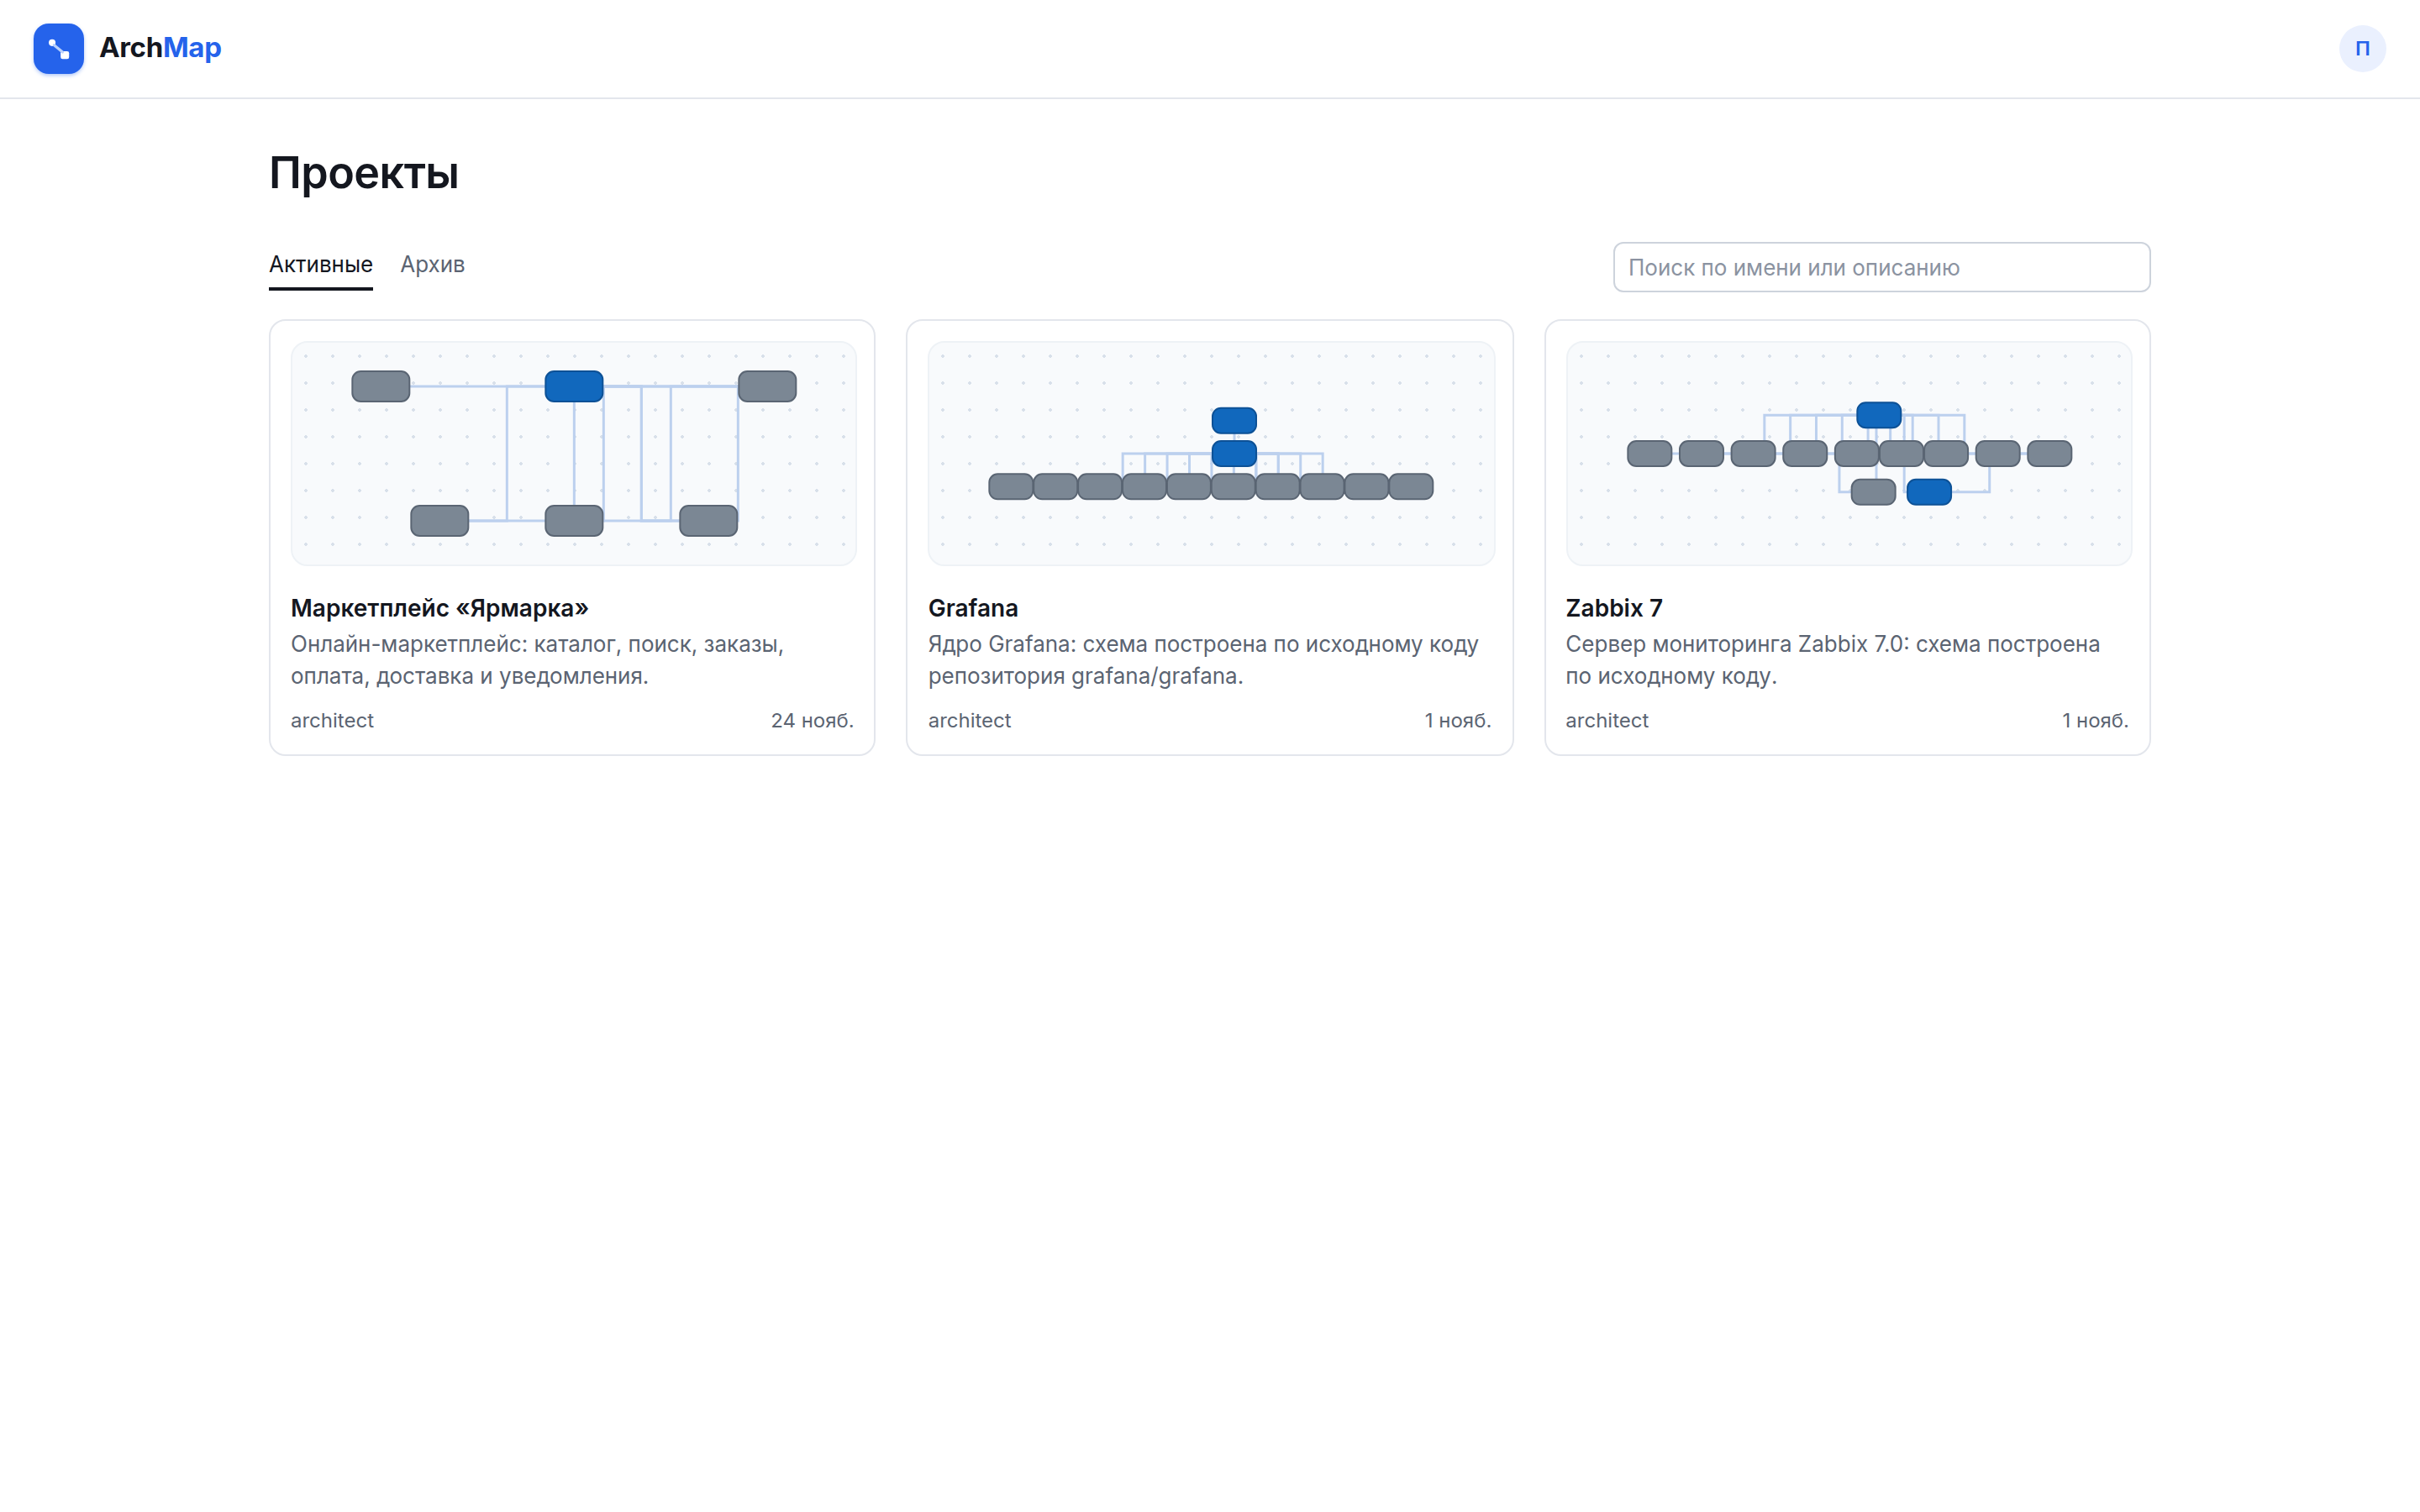 ArchMap
П
Проекты
Активные
Архив
Поиск по имени или описанию
Маркетплейс «Ярмарка»
Онлайн-маркетплейс: каталог, поиск, заказы,
оплата, доставка и уведомления.
architect
24 нояб.
Grafana
Ядро Grafana: схема построена по исходному коду
репозитория grafana/grafana.
architect
1 нояб.
Zabbix 7
Сервер мониторинга Zabbix 7.0: схема построена
по исходному коду.
architect
1 нояб.